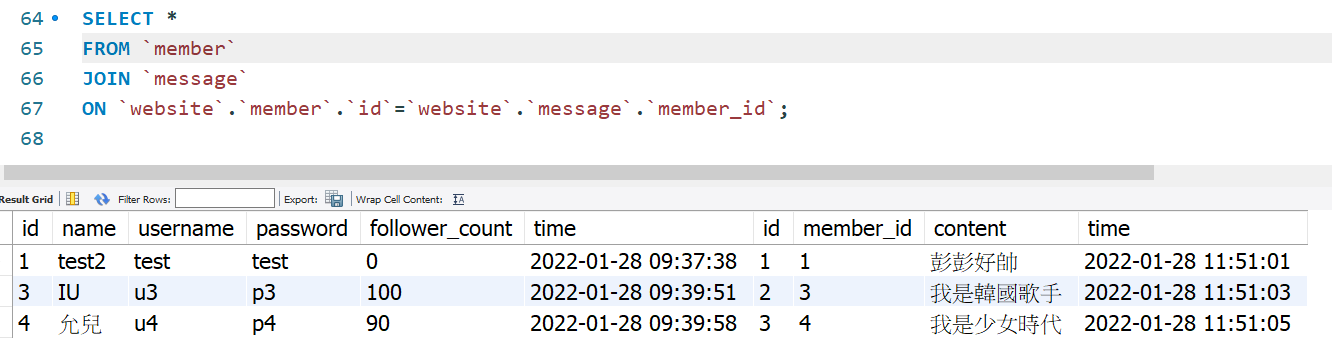 64 SELECT *
65 FROM `member`
66 JOIN `message`
67 ON `website`.`member`.`id`=`website`.`message`.`member_id`;
68
Result Grid Filter Rows: Export: Wrap Cell Content: IA
id name username password follower_count time id member_id content time
1 test2 test test 0 2022-01-28 09:37:38 1 1 彭彭好帥 2022-01-28 11:51:01
3 IU u3 p3 100 2022-01-28 09:39:51 2 3 我是韓國歌手 2022-01-28 11:51:03
4 允兒 u4 p4 90 2022-01-28 09:39:58 3 4 我是少女時代 2022-01-28 11:51:05